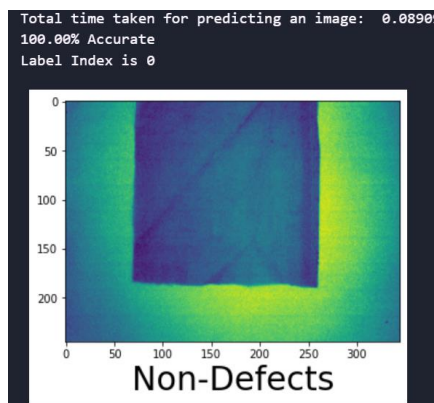 Total time taken for predicting an image: 0.0890
100.00% Accurate
Label Index is 0
0
50
100
150
200
0 50 100 150 200 250 300
Non-Defects